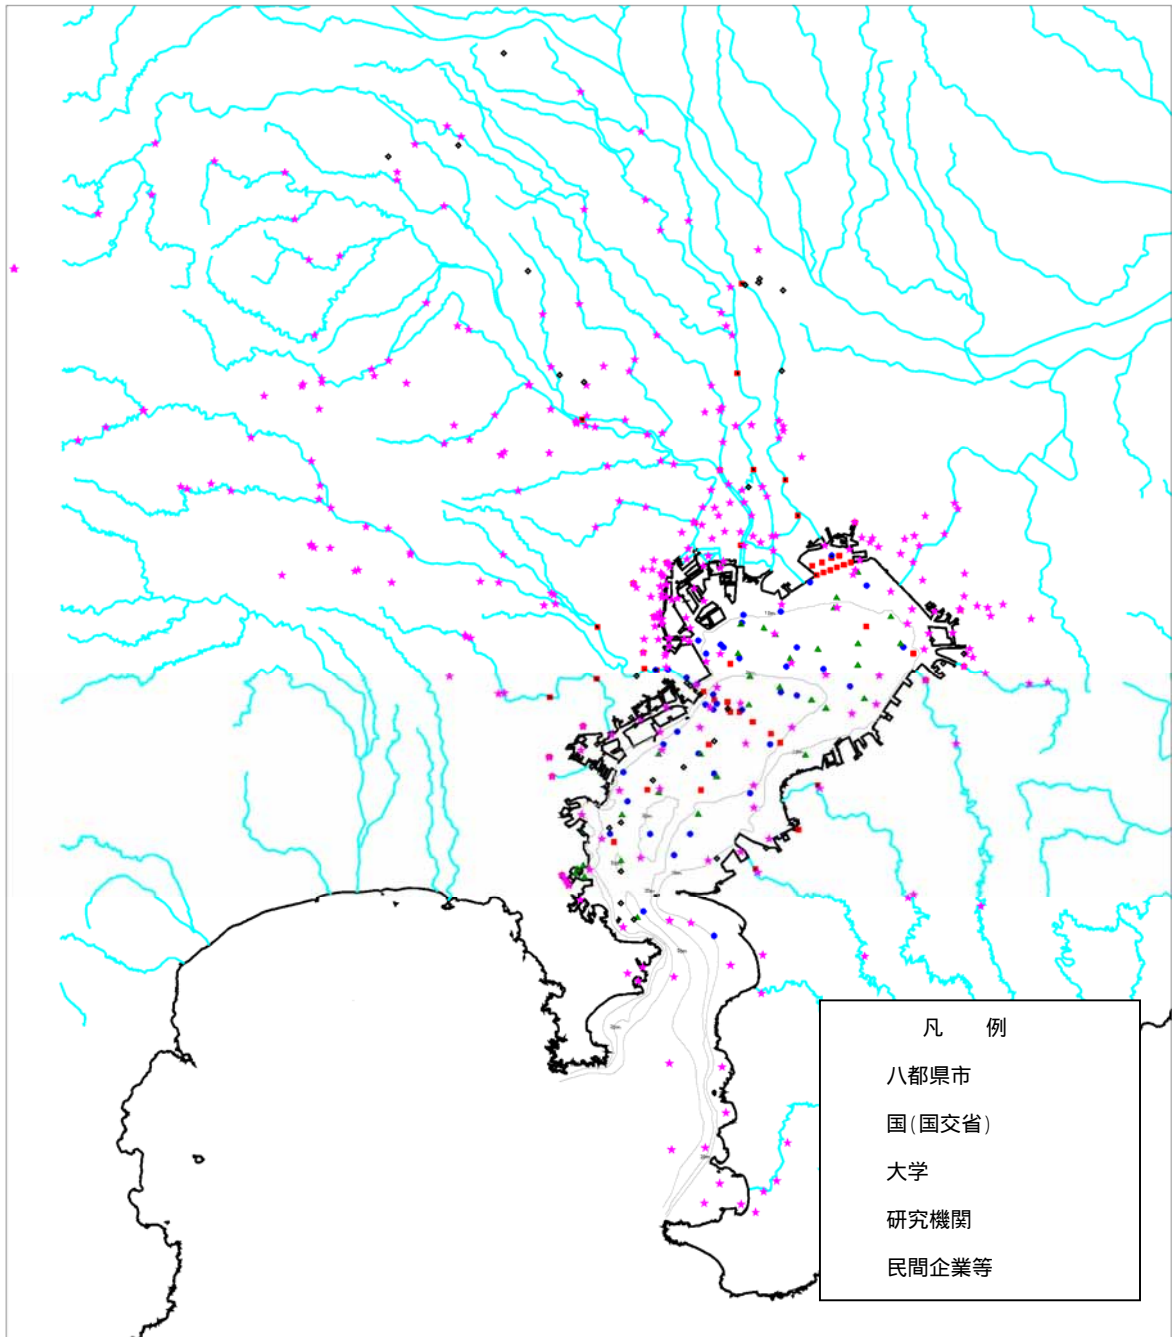 凡　例
八都県市
国(国交省)
大学
研究機関
民間企業等